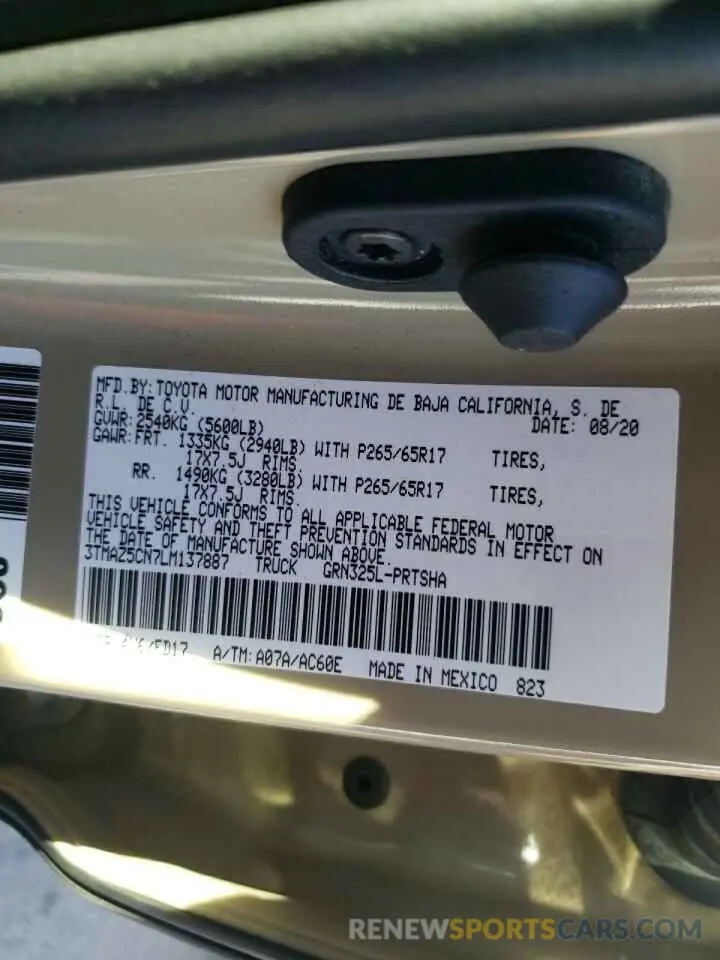 MFD.BY:TOYOTA MOTOR MANUFACTURING DE BAJA CALIFORNIA, S. DE
R.L. DE C.V. DATE: 08/20
GVWR:2540KG (5600LB)
GAWR:FRT. 1335KG (2940LB) WITH P265/65R17 TIRES,
17X7.5J RIMS.
RR. 1490KG (3280LB) WITH P265/65R17 TIRES,
17X7.5J RIMS.
THIS VEHICLE CONFORMS TO ALL APPLICABLE FEDERAL MOTOR
VEHICLE SAFETY AND THEFT PREVENTION STANDARDS IN EFFECT ON
THE DATE OF MANUFACTURE SHOWN ABOVE.
3TMAZ5CN7LM137887 TRUCK GRN325L-PRTSHA
A/TM:A07A/AC60E MADE IN MEXICO 823
RENEWSPORTSCARS.COM